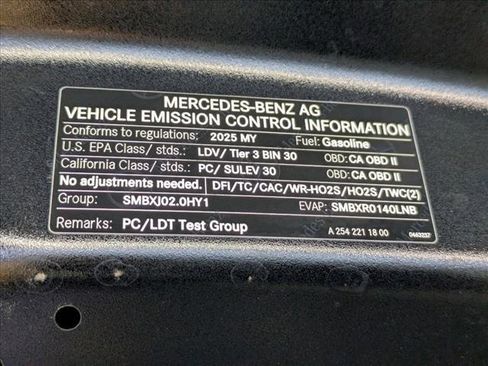 MERCEDES-BENZ AG
VEHICLE EMISSION CONTROL INFORMATION
Conforms to regulations: 2025 MY Fuel: Gasoline
U.S. EPA Class/ stds.: LDV/ Tier 3 BIN 30 OBD: CA OBD II
California Class/ stds.: PC/ SULEV 30 OBD: CA OBD II
No adjustments needed. DFI/TC/CAC/WR-HO2S/HO2S/TWC(2)
Group: SMBXJ02.0HY1 EVAP: SMBXR0140LNB
Remarks: PC/LDT Test Group A 254 221 18 00 0463237